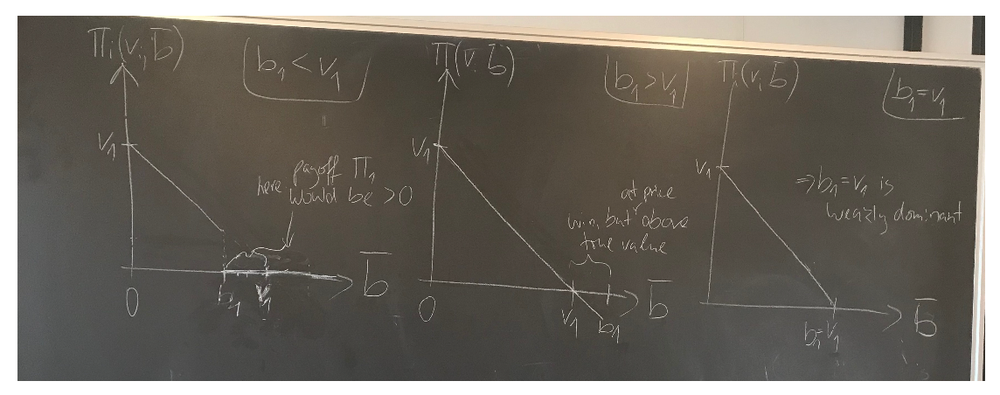 Π₁(v₁, b̄)
b₁ < v₁
v₁
payoff Π₁
here would be >0
0
b₁
v₁
b̄
Π(v, b̄)
b₁ > v₁
v₁
at price
win, but above
true value
0
v₁
b₁
b̄
Π₁(v, b̄)
b₁ = v₁
v₁
⇒ b₁ = v₁ is
weakly dominant
b₁ = v₁
b̄